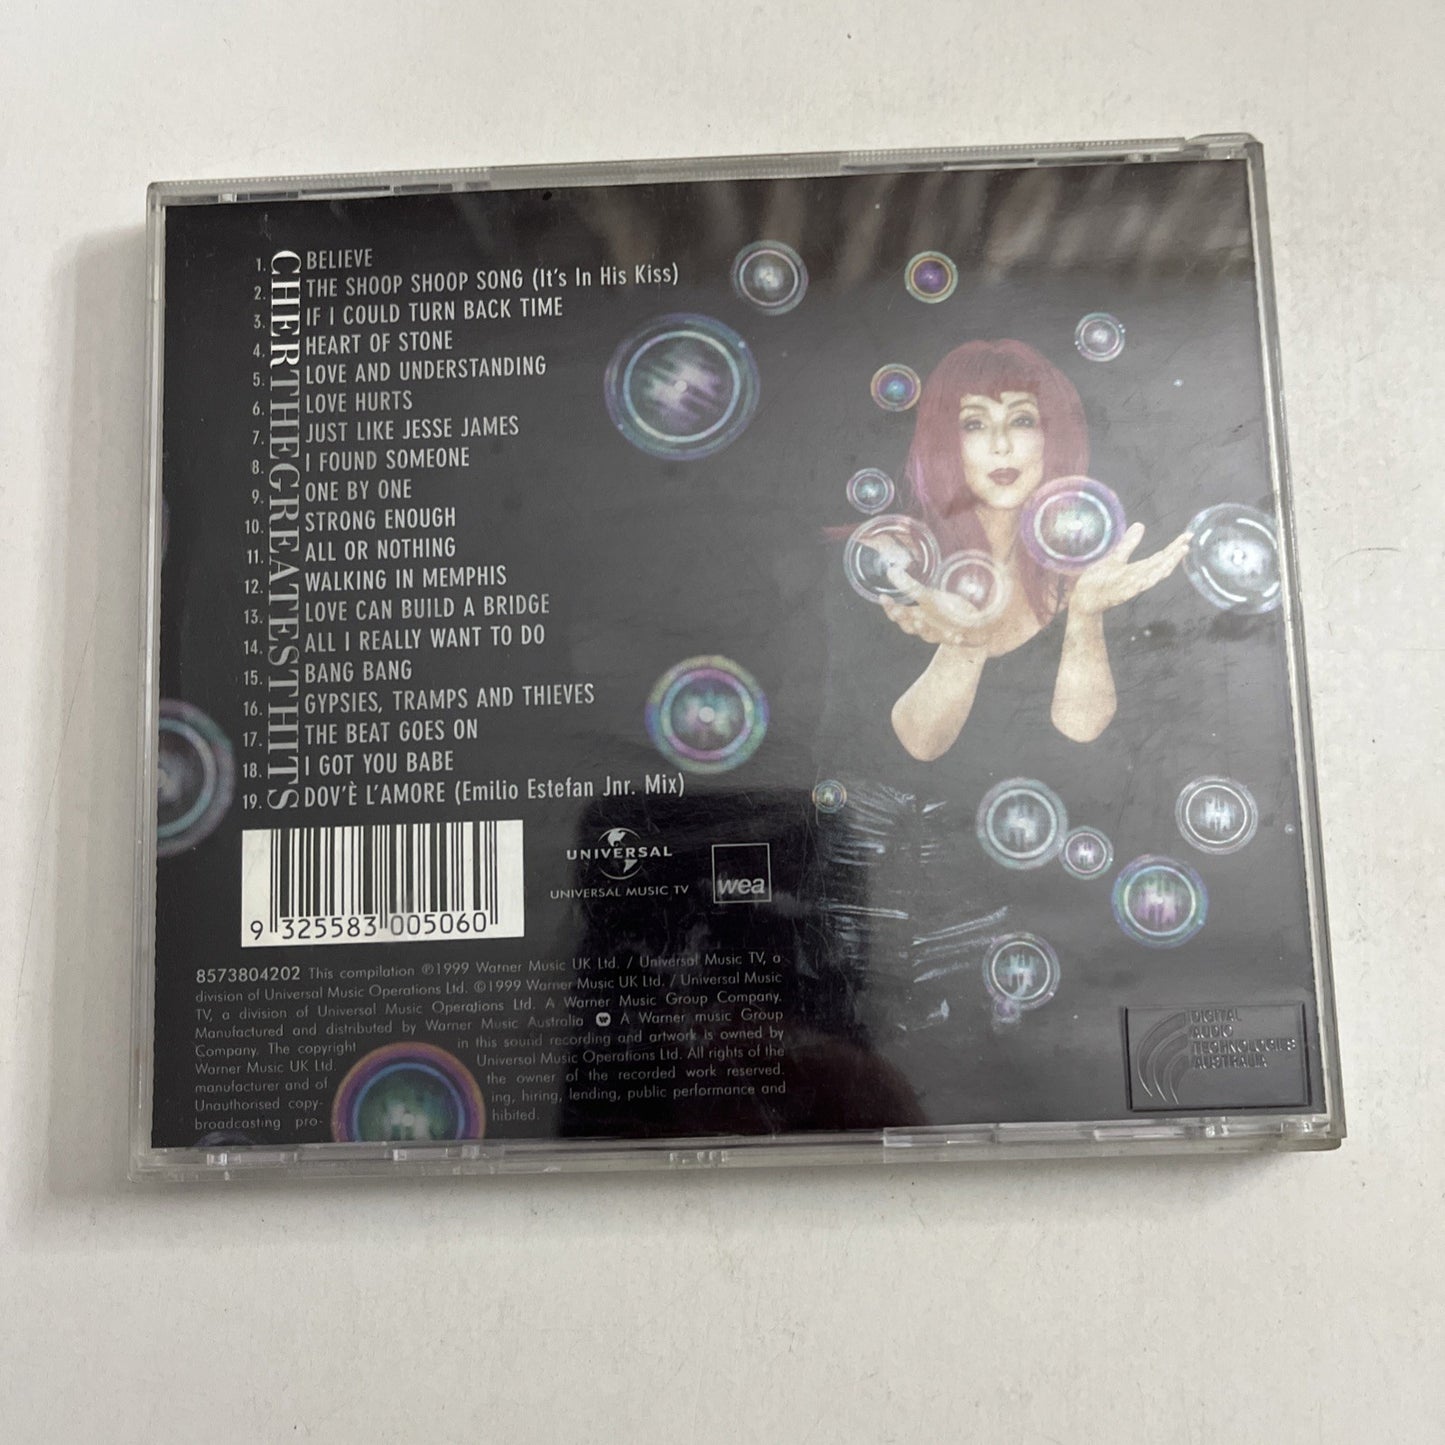 CHERTHEGREATESTHITS
1. BELIEVE
2. THE SHOOP SHOOP SONG (It's In His Kiss)
3. IF I COULD TURN BACK TIME
4. HEART OF STONE
5. LOVE AND UNDERSTANDING
6. LOVE HURTS
7. JUST LIKE JESSE JAMES
8. I FOUND SOMEONE
9. ONE BY ONE
10. STRONG ENOUGH
11. ALL OR NOTHING
12. WALKING IN MEMPHIS
13. LOVE CAN BUILD A BRIDGE
14. ALL I REALLY WANT TO DO
15. BANG BANG
16. GYPSIES, TRAMPS AND THIEVES
17. THE BEAT GOES ON
18. I GOT YOU BABE
19. DOV'È L'AMORE (Emilio Estefan Jnr. Mix)
9 325583 005060
UNIVERSAL
UNIVERSAL MUSIC TV
wea
8573804202 This compilation ℗1999 Warner Music UK Ltd. / Universal Music TV, a
division of Universal Music Operations Ltd. ©1999 Warner Music UK Ltd. / Universal Music
TV, a division of Universal Music Operations Ltd. A Warner Music Group Company.
Manufactured and distributed by Warner Music Australia A Warner music Group
Company. The copyright in this sound recording and artwork is owned by
Warner Music UK Ltd. Universal Music Operations Ltd. All rights of the
manufacturer and of the owner of the recorded work reserved.
Unauthorised copy- ing, hiring, lending, public performance and
broadcasting pro- hibited.
DIGITAL
AUDIO
TECHNOLOGIES
AUSTRALIA